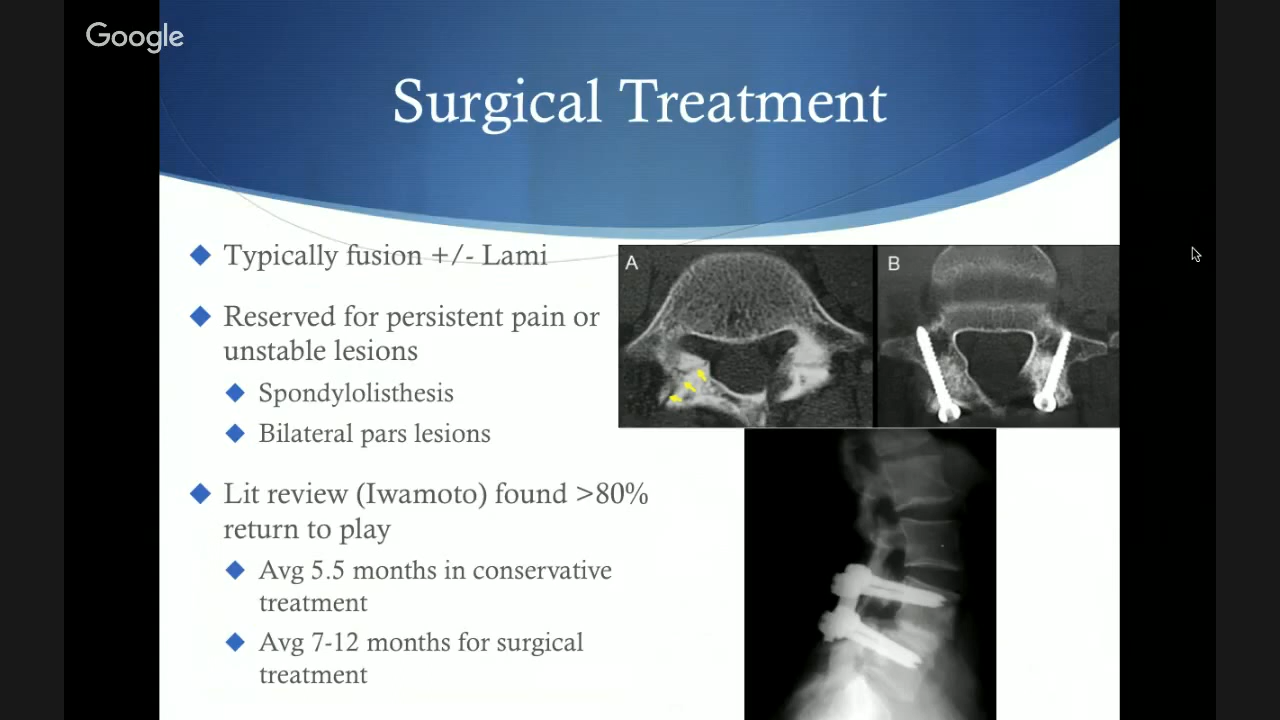 Google
Surgical Treatment
Typically fusion +/- Lami
Reserved for persistent pain or
unstable lesions
Spondylolisthesis
Bilateral pars lesions
Lit review (Iwamoto) found >80%
return to play
Avg 5.5 months in conservative
treatment
Avg 7-12 months for surgical
treatment
A
B